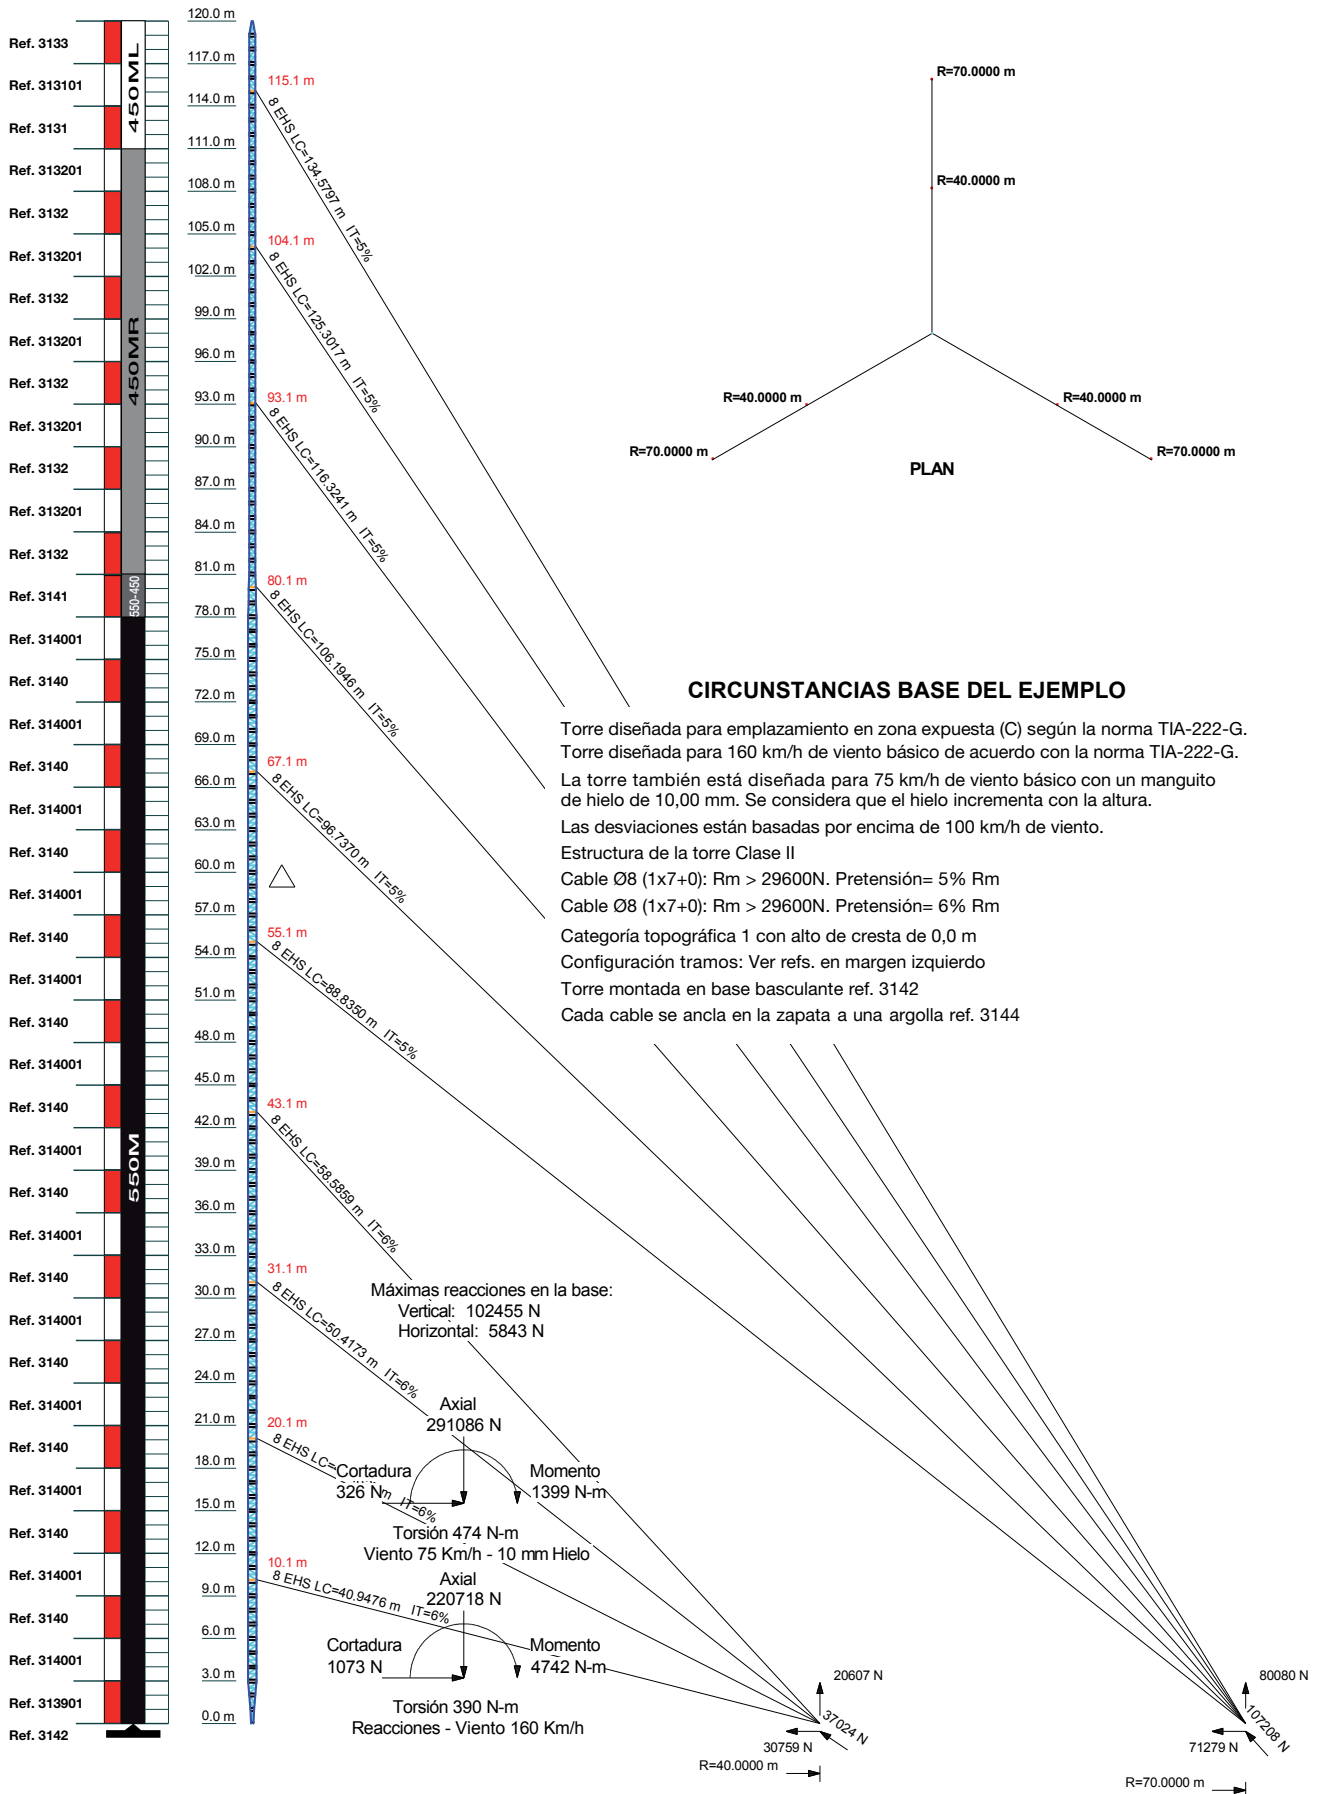 120.0 m
Ref. 3133
117.0 m
Ref. 313101
450ML
114.0 m
Ref. 3131
111.0 m
Ref. 313201
108.0 m
Ref. 3132
105.0 m
Ref. 313201
102.0 m
Ref. 3132
99.0 m
Ref. 313201
96.0 m
450MR
Ref. 3132
93.0 m
Ref. 313201
90.0 m
Ref. 3132
87.0 m
Ref. 313201
84.0 m
Ref. 3132
81.0 m
Ref. 3141
550-450
78.0 m
Ref. 314001
75.0 m
Ref. 3140
72.0 m
Ref. 314001
69.0 m
Ref. 3140
66.0 m
Ref. 314001
63.0 m
Ref. 3140
60.0 m
Ref. 314001
57.0 m
Ref. 3140
54.0 m
Ref. 314001
51.0 m
Ref. 3140
48.0 m
Ref. 314001
45.0 m
Ref. 3140
42.0 m
Ref. 314001
550M
39.0 m
Ref. 3140
36.0 m
Ref. 314001
33.0 m
Ref. 3140
30.0 m
Ref. 314001
27.0 m
Ref. 3140
24.0 m
Ref. 314001
21.0 m
Ref. 3140
18.0 m
Ref. 314001
15.0 m
Ref. 3140
12.0 m
Ref. 314001
9.0 m
Ref. 3140
6.0 m
Ref. 314001
3.0 m
Ref. 313901
0.0 m
Ref. 3142
115.1 m
8 EHS LC=134.5797 m IT=5%
104.1 m
8 EHS LC=125.3017 m IT=5%
93.1 m
8 EHS LC=116.3241 m IT=5%
80.1 m
8 EHS LC=106.1946 m IT=5%
67.1 m
8 EHS LC=96.7370 m IT=5%
55.1 m
8 EHS LC=88.8350 m IT=5%
43.1 m
8 EHS LC=58.5859 m IT=6%
31.1 m
8 EHS LC=50.4173 m IT=6%
20.1 m
8 EHS LC= m IT=6%
10.1 m
8 EHS LC=40.9476 m IT=6%
R=70.0000 m
R=40.0000 m
R=40.0000 m
R=40.0000 m
R=70.0000 m
R=70.0000 m
PLAN
CIRCUNSTANCIAS BASE DEL EJEMPLO
Torre diseñada para emplazamiento en zona expuesta (C) según la norma TIA-222-G.
Torre diseñada para 160 km/h de viento básico de acuerdo con la norma TIA-222-G.
La torre también está diseñada para 75 km/h de viento básico con un manguito
de hielo de 10,00 mm. Se considera que el hielo incrementa con la altura.
Las desviaciones están basadas por encima de 100 km/h de viento.
Estructura de la torre Clase II
Cable Ø8 (1x7+0): Rm > 29600N. Pretensión= 5% Rm
Cable Ø8 (1x7+0): Rm > 29600N. Pretensión= 6% Rm
Categoría topográfica 1 con alto de cresta de 0,0 m
Configuración tramos: Ver refs. en margen izquierdo
Torre montada en base basculante ref. 3142
Cada cable se ancla en la zapata a una argolla ref. 3144
Máximas reacciones en la base:
Vertical: 102455 N
Horizontal: 5843 N
Axial
291086 N
Cortadura
326 N
Momento
1399 N-m
Torsión 474 N-m
Viento 75 Km/h - 10 mm Hielo
Axial
220718 N
Cortadura
1073 N
Momento
4742 N-m
Torsión 390 N-m
Reacciones - Viento 160 Km/h
20607 N
37024 N
30759 N
R=40.0000 m
80080 N
107208 N
71279 N
R=70.0000 m